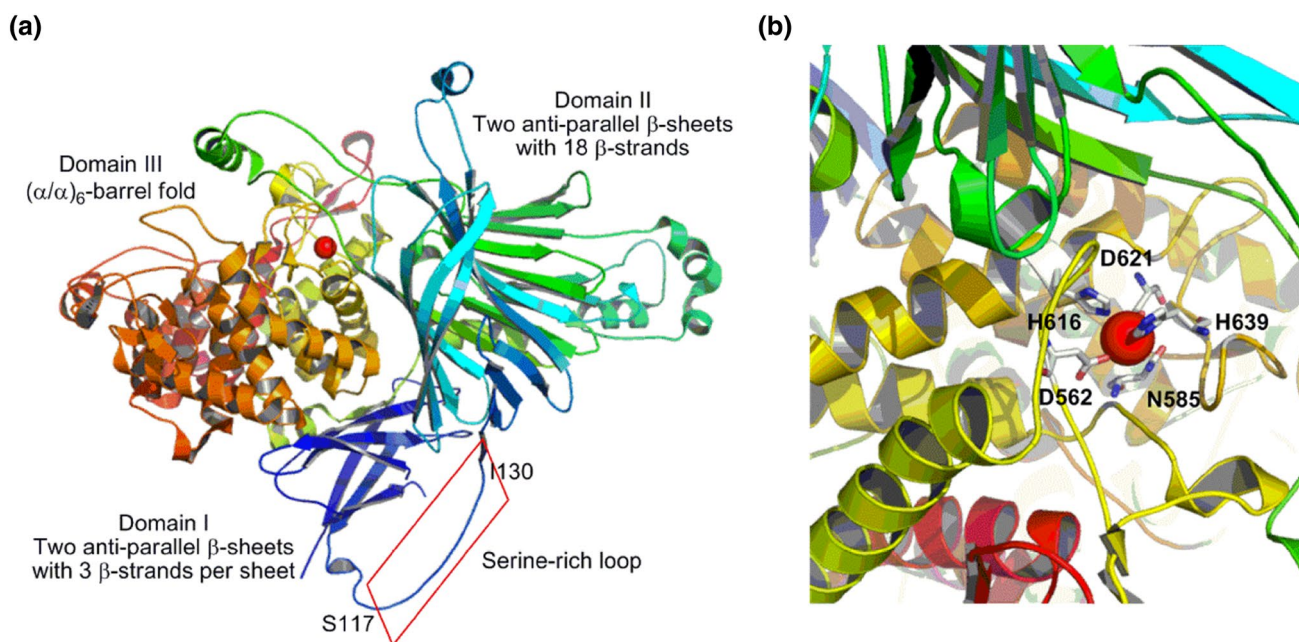 (a)
Domain II
Two anti-parallel β-sheets
with 18 β-strands
Domain III
(α/α)₆-barrel fold
I130
Domain I
Two anti-parallel β-sheets
with 3 β-strands per sheet
Serine-rich loop
S117
(b)
D621
H616
H639
D562
N585